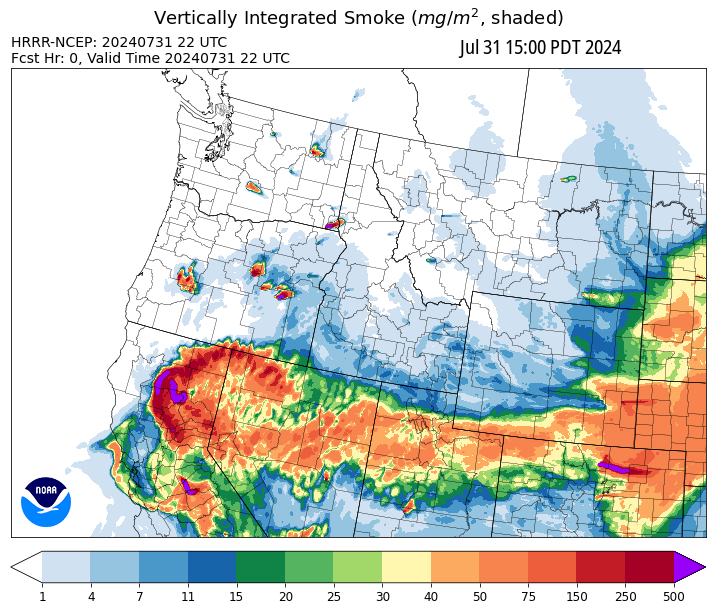 Vertically Integrated Smoke (mg/m², shaded)
HRRR-NCEP: 20240731 22 UTC
Jul 31 15:00 PDT 2024
Fcst Hr: 0, Valid Time 20240731 22 UTC
NOAA
1 4 7 11 15 20 25 30 40 50 75 150 250 500